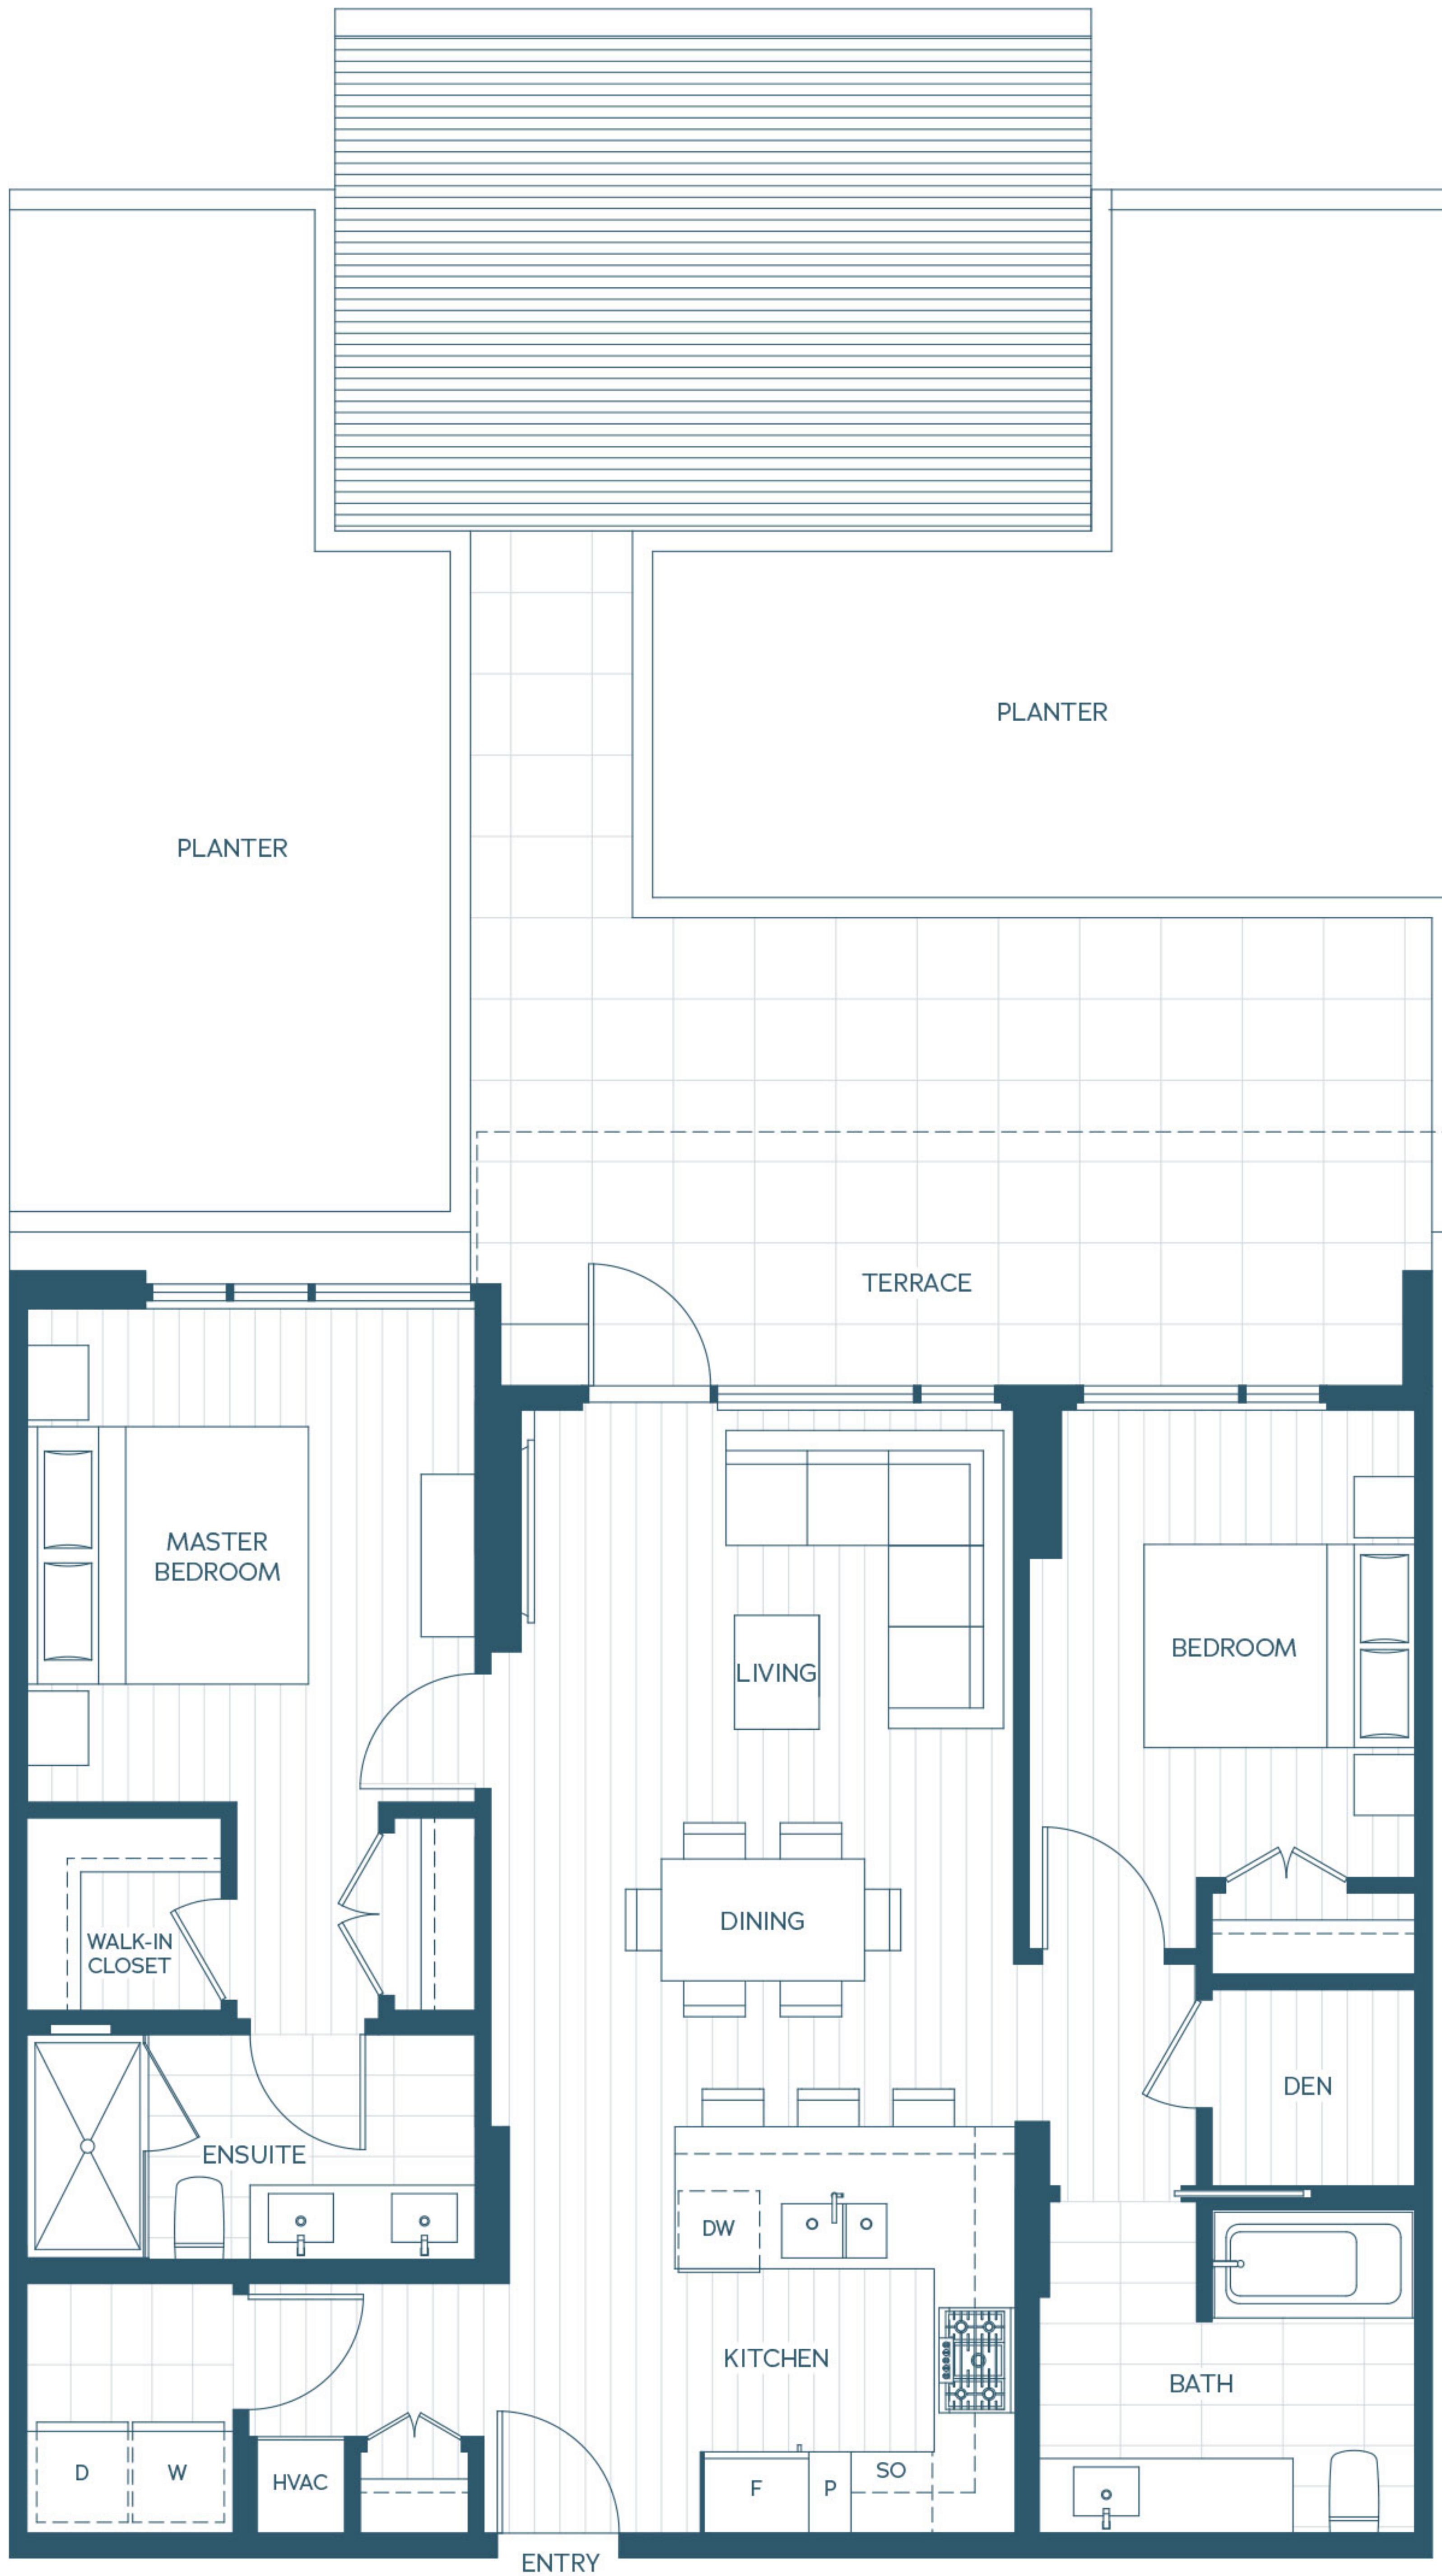 PLANTER
PLANTER
TERRACE
MASTER
BEDROOM
BEDROOM
LIVING
DINING
WALK-IN
CLOSET
DEN
ENSUITE
DW
KITCHEN
BATH
D
W
HVAC
F
P
SO
ENTRY